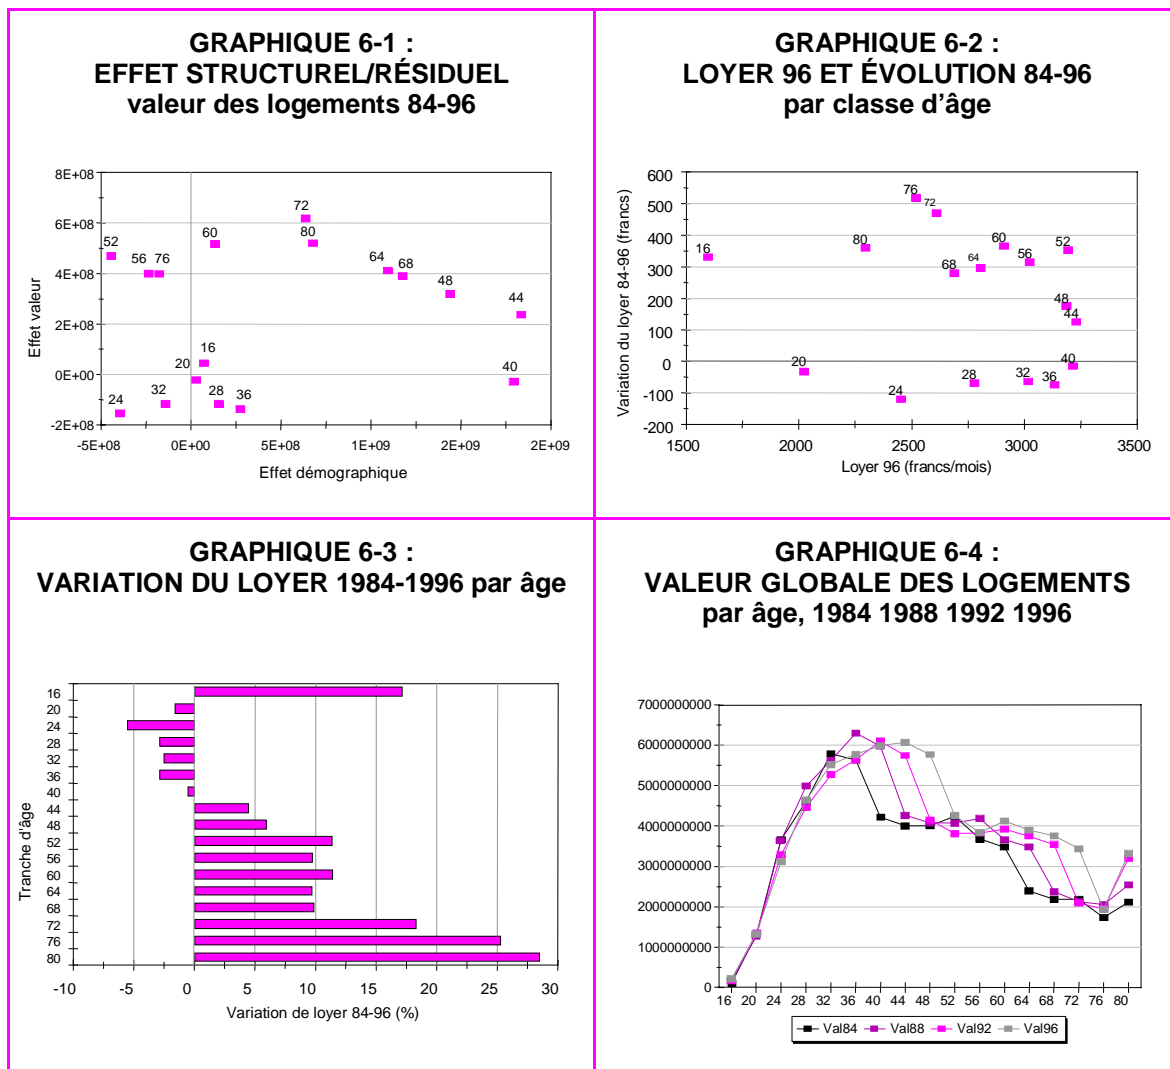 GRAPHIQUE 6-1 :
EFFET STRUCTUREL/RÉSIDUEL
valeur des logements 84-96
8E+08
6E+08
4E+08
2E+08
0E+00
-2E+08
Effet valeur
52
56
76
60
72
80
64
68
48
44
40
16
20
24
32
28
36
-5E+08
0E+00
5E+08
1E+09
2E+09
2E+09
Effet démographique
GRAPHIQUE 6-2 :
LOYER 96 ET ÉVOLUTION 84-96
par classe d’âge
600
500
400
300
200
100
0
-100
-200
Variation du loyer 84-96 (francs)
16
80
76
72
68
64
60
56
52
48
44
40
20
24
28
32
36
1500
2000
2500
3000
3500
Loyer 96 (francs/mois)
GRAPHIQUE 6-3 :
VARIATION DU LOYER 1984-1996 par âge
Tranche d’âge
16
20
24
28
32
36
40
44
48
52
56
60
64
68
72
76
80
-10
-5
0
5
10
15
20
25
30
Variation de loyer 84-96 (%)
GRAPHIQUE 6-4 :
VALEUR GLOBALE DES LOGEMENTS
par âge, 1984 1988 1992 1996
7000000000
6000000000
5000000000
4000000000
3000000000
2000000000
1000000000
0
16 20 24 28 32 36 40 44 48 52 56 60 64 68 72 76 80
Val84 Val88 Val92 Val96